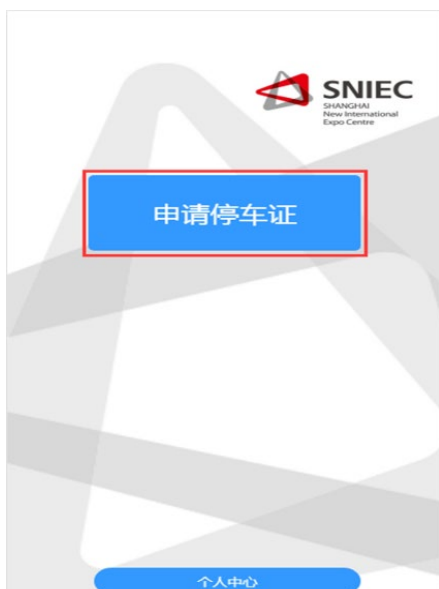 SNIEC
SHANGHAI
New International
Expo Centre
申请停车证
个人中心